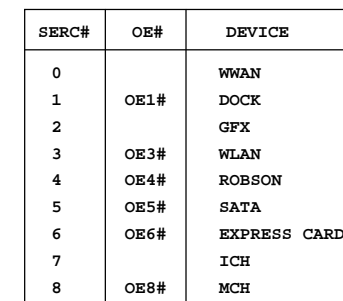 SERC# OE# DEVICE
0 WWAN
1 OE1# DOCK
2 GFX
3 OE3# WLAN
4 OE4# ROBSON
5 OE5# SATA
6 OE6# EXPRESS CARD
7 ICH
8 OE8# MCH